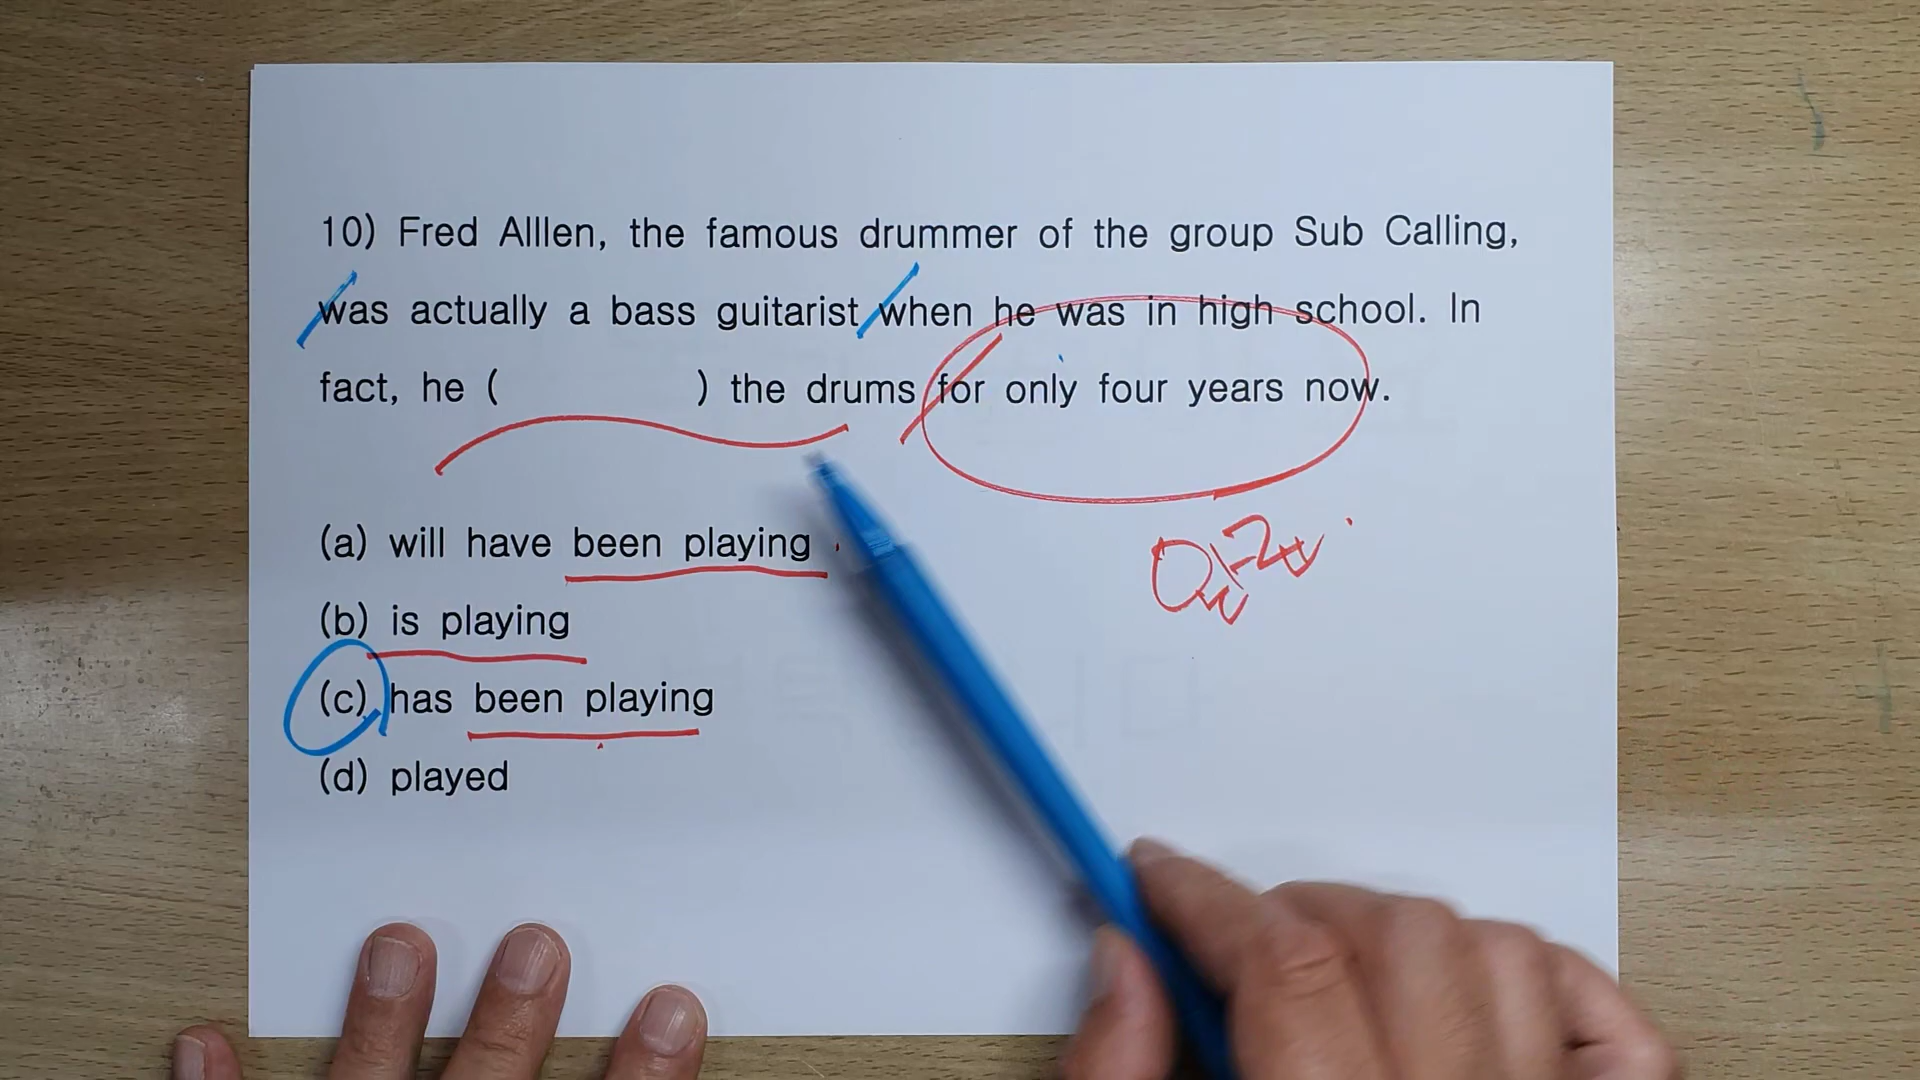 10) Fred Alllen, the famous drummer of the group Sub Calling,
was actually a bass guitarist when he was in high school. In
fact, he ( ) the drums for only four years now.
(a) will have been playing
(b) is playing
(c) has been playing
(d) played